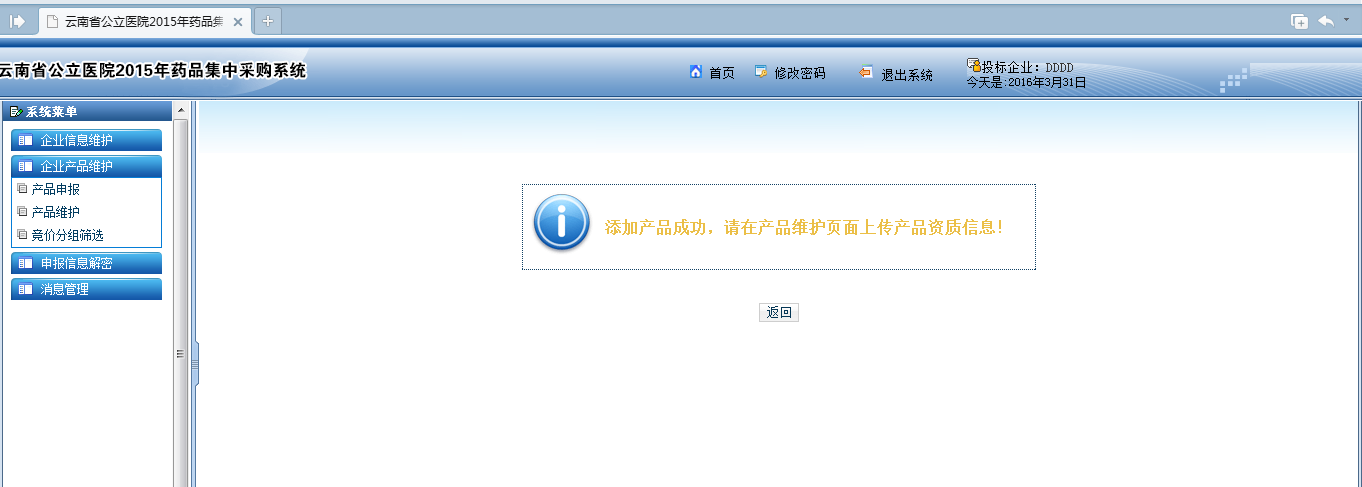 云南省公立医院2015年药品集
云南省公立医院2015年药品集中采购系统
首页
修改密码
退出系统
投标企业：DDDD
今天是:2016年3月31日
系统菜单
企业信息维护
企业产品维护
产品申报
产品维护
竞价分组筛选
申报信息解密
消息管理
添加产品成功，请在产品维护页面上传产品资质信息!
返回